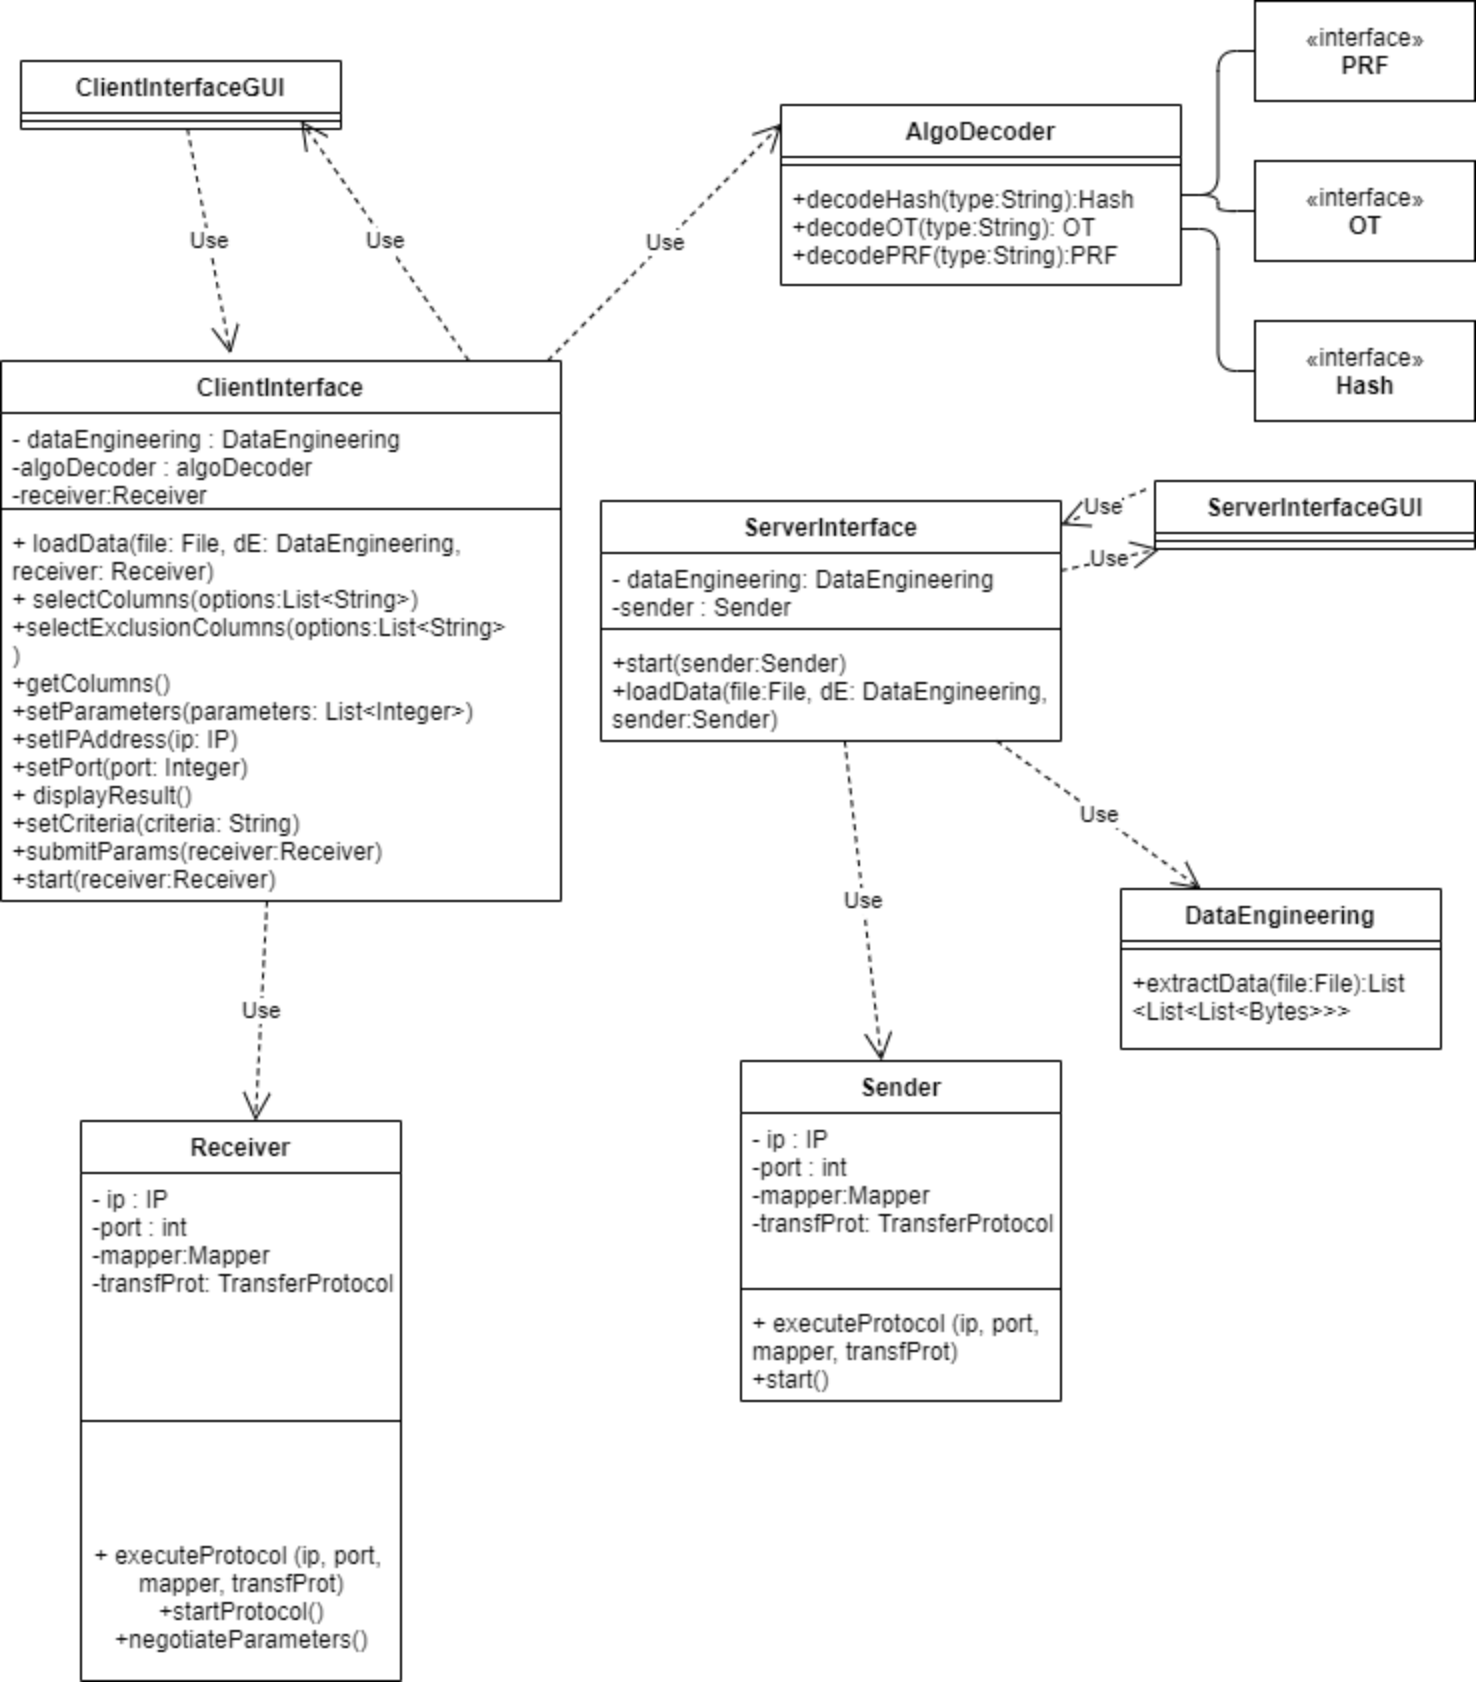 ClientInterfaceGUI
Use
Use
Use
AlgoDecoder
+decodeHash(type:String):Hash
+decodeOT(type:String): OT
+decodePRF(type:String):PRF
«interface»
PRF
«interface»
OT
«interface»
Hash
ClientInterface
- dataEngineering : DataEngineering
-algoDecoder : algoDecoder
-receiver:Receiver
+ loadData(file: File, dE: DataEngineering,
receiver: Receiver)
+ selectColumns(options:List<String>)
+selectExclusionColumns(options:List<String>
)
+getColumns()
+setParameters(parameters: List<Integer>)
+setIPAddress(ip: IP)
+setPort(port: Integer)
+ displayResult()
+setCriteria(criteria: String)
+submitParams(receiver:Receiver)
+start(receiver:Receiver)
ServerInterface
- dataEngineering: DataEngineering
-sender : Sender
+start(sender:Sender)
+loadData(file:File, dE: DataEngineering,
sender:Sender)
Use
Use
ServerInterfaceGUI
Use
Use
DataEngineering
+extractData(file:File):List
<List<List<Bytes>>>
Use
Receiver
- ip : IP
-port : int
-mapper:Mapper
-transfProt: TransferProtocol
+ executeProtocol (ip, port,
mapper, transfProt)
+startProtocol()
+negotiateParameters()
Sender
- ip : IP
-port : int
-mapper:Mapper
-transfProt: TransferProtocol
+ executeProtocol (ip, port,
mapper, transfProt)
+start()